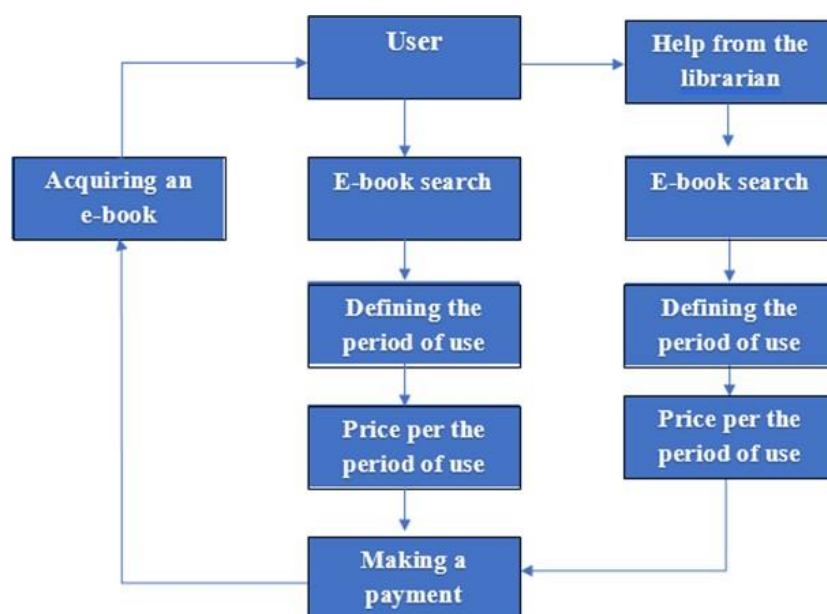 User
Help from the
librarian
Acquiring an
e-book
E-book search
E-book search
Defining the
period of use
Defining the
period of use
Price per the
period of use
Price per the
period of use
Making a
payment